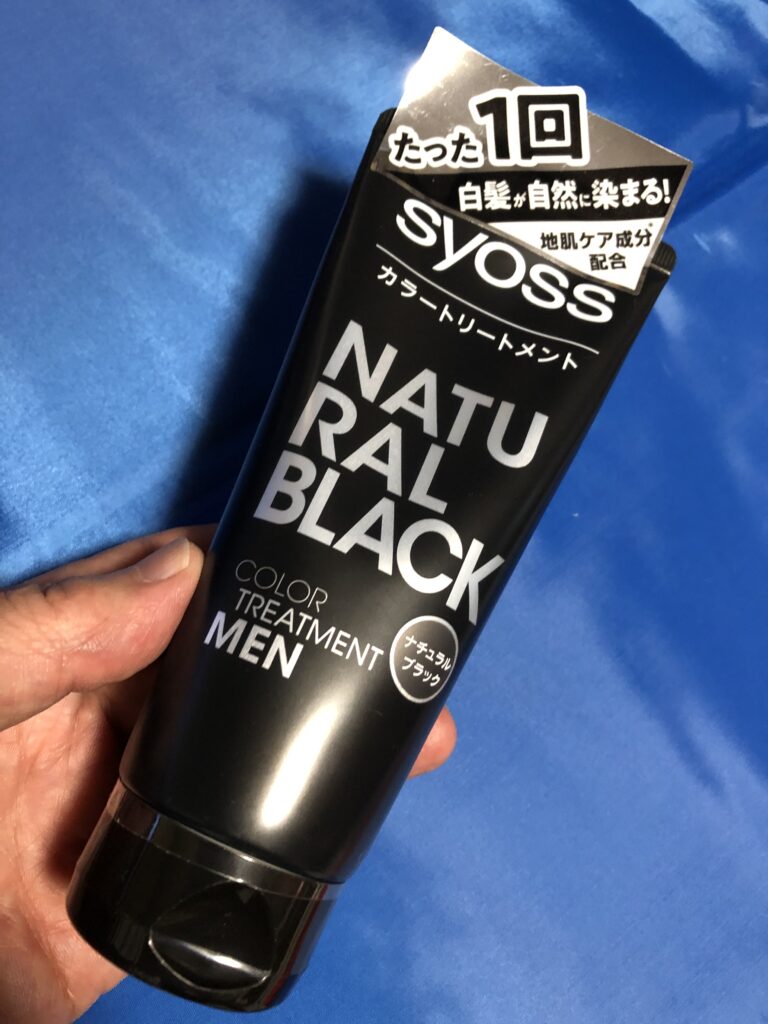 たった1回
白髪が自然に染まる!
地肌ケア成分*
配合
syoss
カラートリートメント
NATU
RAL
BLACK
COLOR
TREATMENT
MEN
ナチュラル
ブラック